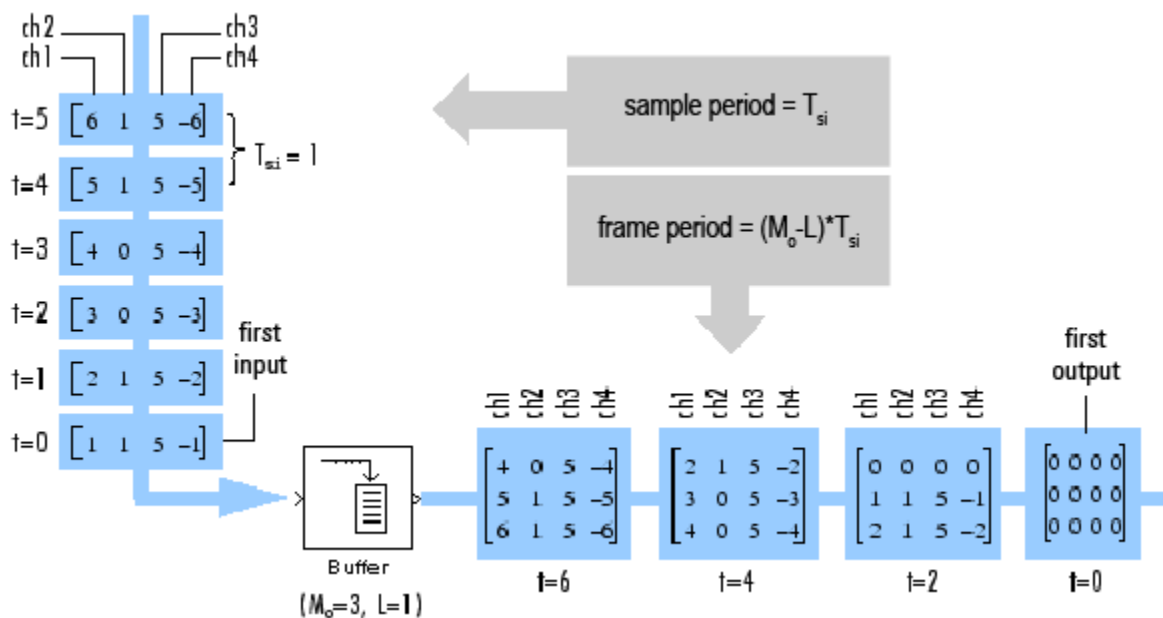 ch2
ch1
ch3
ch4
t=5 [6 1 5 -6]
T_si = 1
t=4 [5 1 5 -5]
t=3 [4 0 5 -4]
t=2 [3 0 5 -3]
t=1 [2 1 5 -2]
t=0 [1 1 5 -1]
first
input
sample period = T_si
frame period = (M_o-L)*T_si
Buffer
(M_o=3, L=1)
ch1 ch2 ch3 ch4
4 0 5 -4
5 1 5 -5
6 1 5 -6
t=6
ch1 ch2 ch3 ch4
2 1 5 -2
3 0 5 -3
4 0 5 -4
t=4
ch1 ch2 ch3 ch4
0 0 0 0
1 1 5 -1
2 1 5 -2
t=2
first
output
0 0 0 0
0 0 0 0
0 0 0 0
t=0